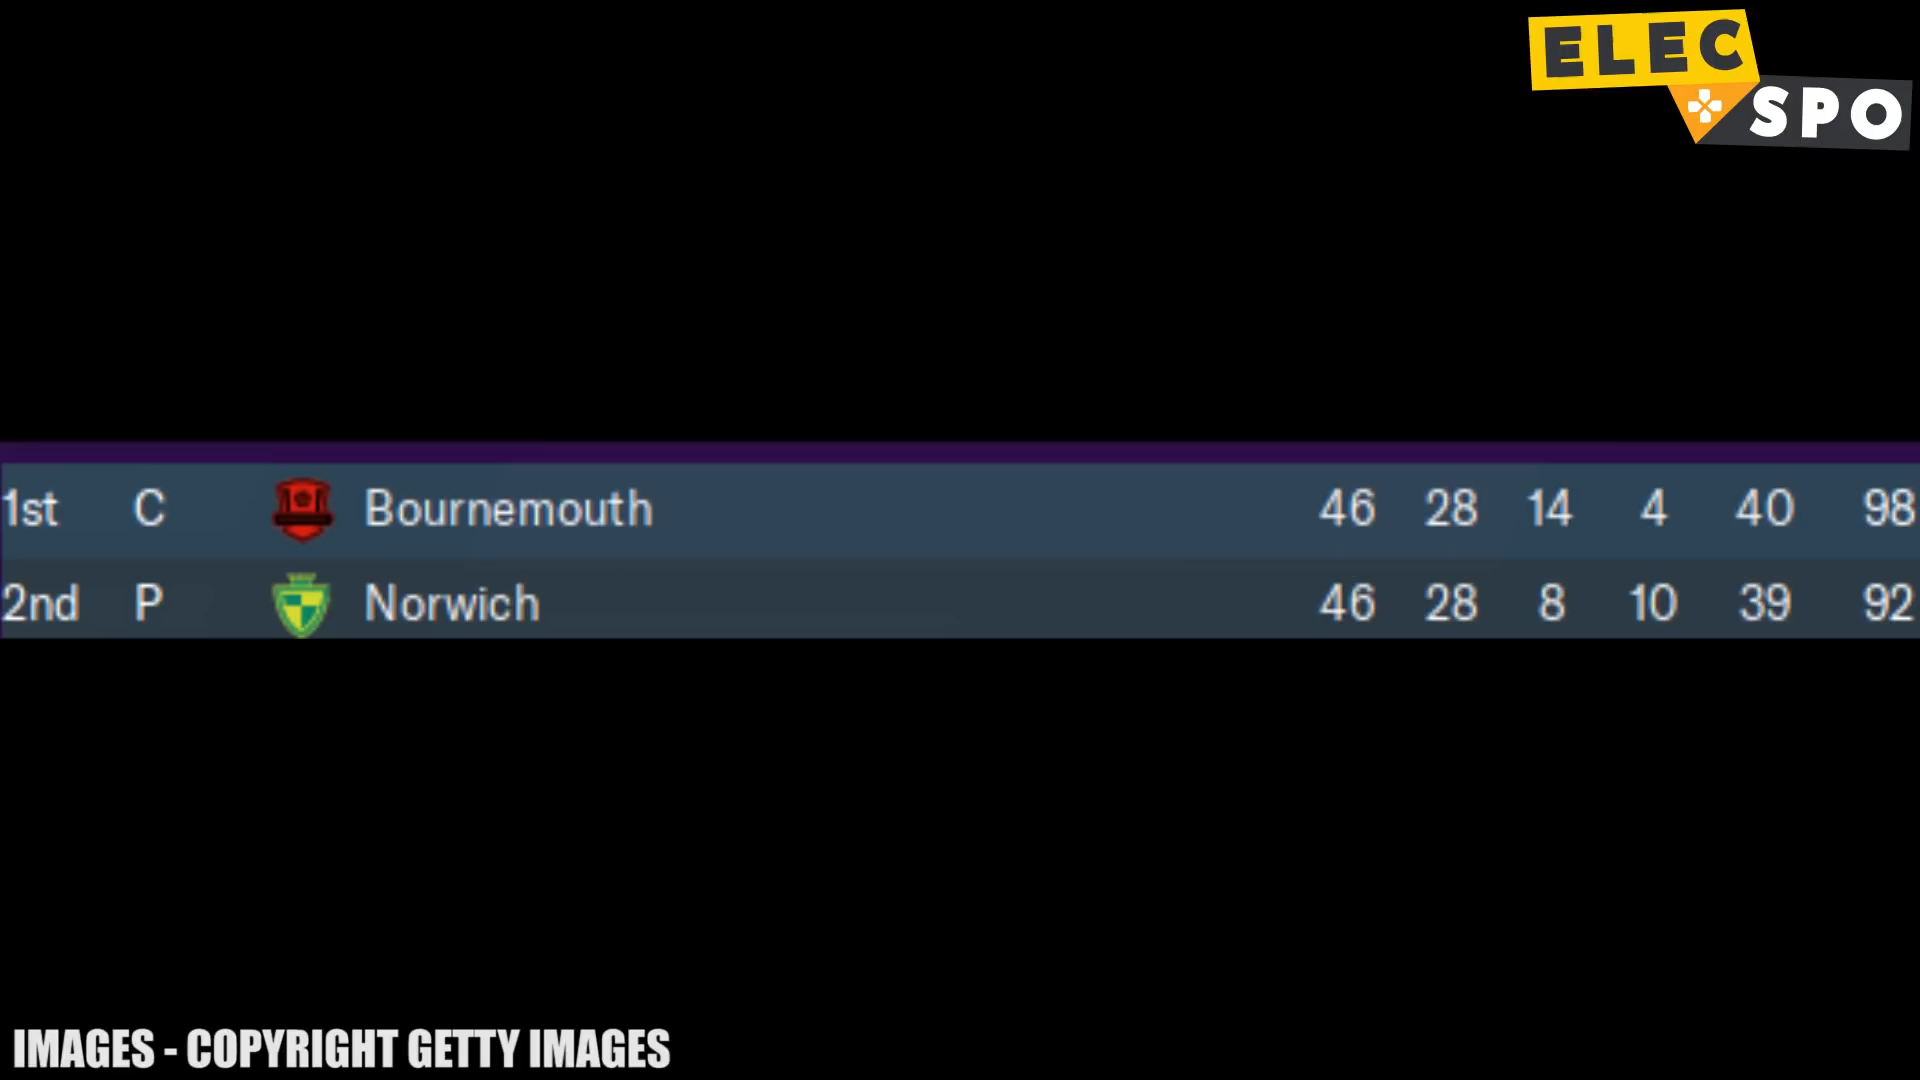 ELEC
SPO
1st C Bournemouth 46 28 14 4 40 98
2nd P Norwich 46 28 8 10 39 92
IMAGES - COPYRIGHT GETTY IMAGES